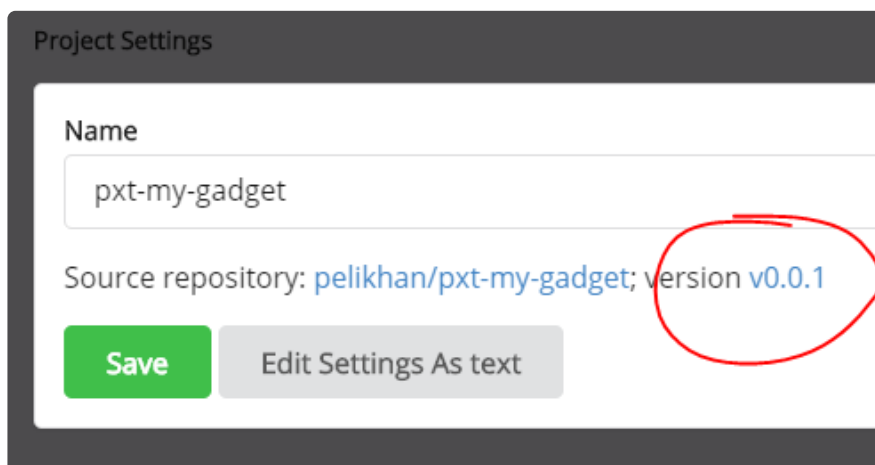 Project Settings
Name
pxt-my-gadget
Source repository: pelikhan/pxt-my-gadget; version v0.0.1
Save
Edit Settings As text